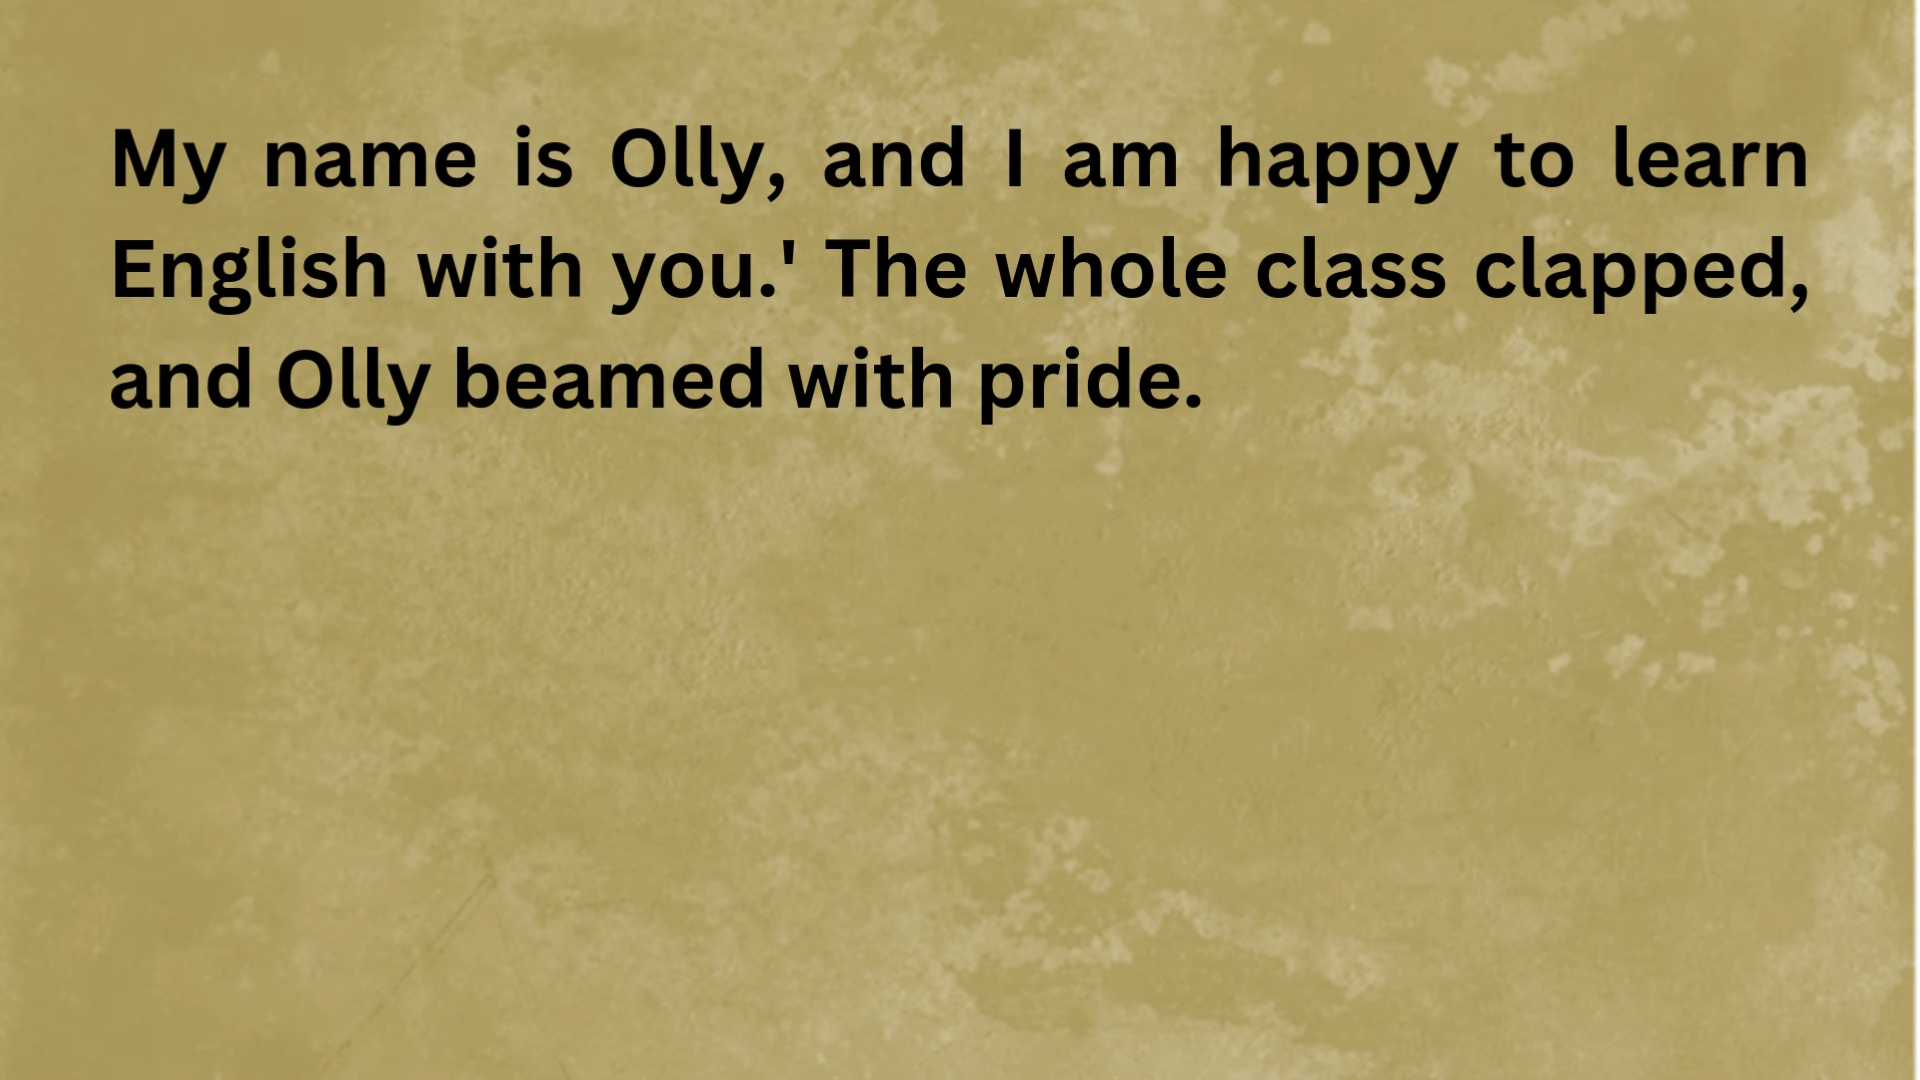 My name is Olly, and I am happy to learn
English with you.' The whole class clapped,
and Olly beamed with pride.